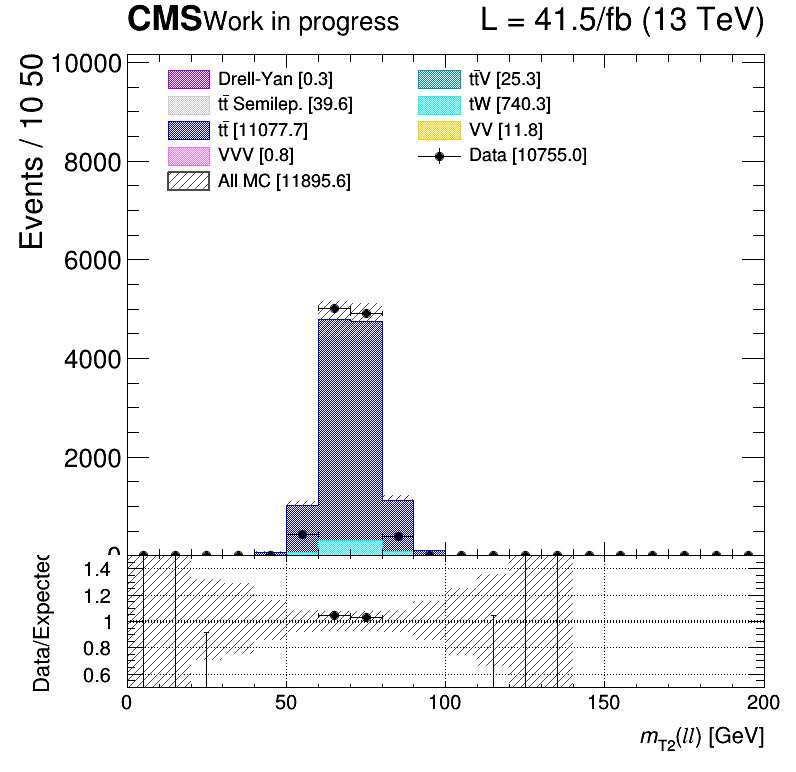 CMS Work in progress L = 41.5/fb (13 TeV)
Events / 10 50
10000
8000
6000
4000
2000
0
Drell-Yan [0.3]
tt̄ Semilep. [39.6]
tt̄ [11077.7]
VVV [0.8]
All MC [11895.6]
tt̄V [25.3]
tW [740.3]
VV [11.8]
Data [10755.0]
Data/Expected
1.4
1.2
1
0.8
0.6
0 50 100 150 200
mT2(ll) [GeV]